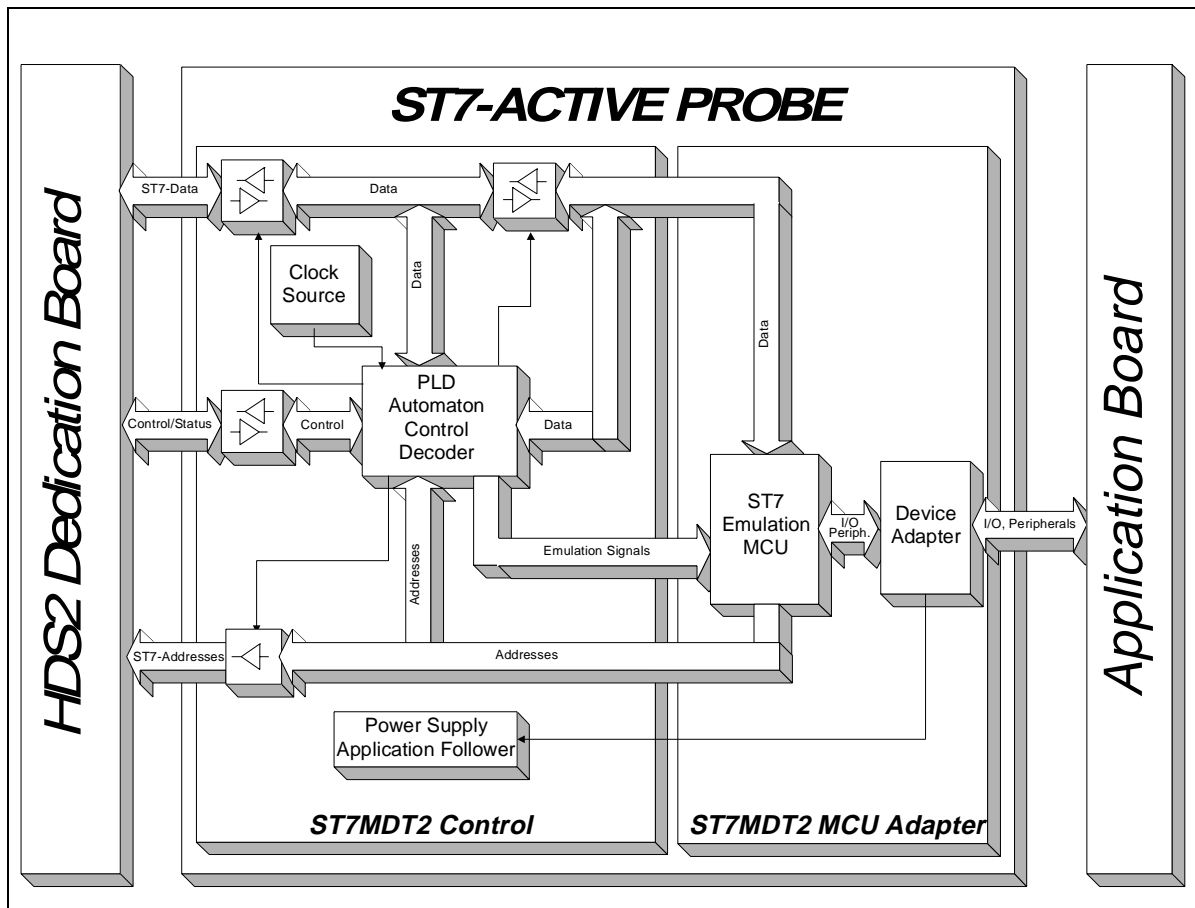 ST7-ACTIVE PROBE
HDS2 Dedication Board
Application Board
ST7-Data
Data
Data
Clock
Source
Data
PLD
Automaton
Control
Decoder
Control/Status
Control
Data
ST7
Emulation
MCU
I/O
Periph.
Device
Adapter
I/O, Peripherals
Emulation Signals
Addresses
ST7-Addresses
Addresses
Power Supply
Application Follower
ST7MDT2 Control
ST7MDT2 MCU Adapter